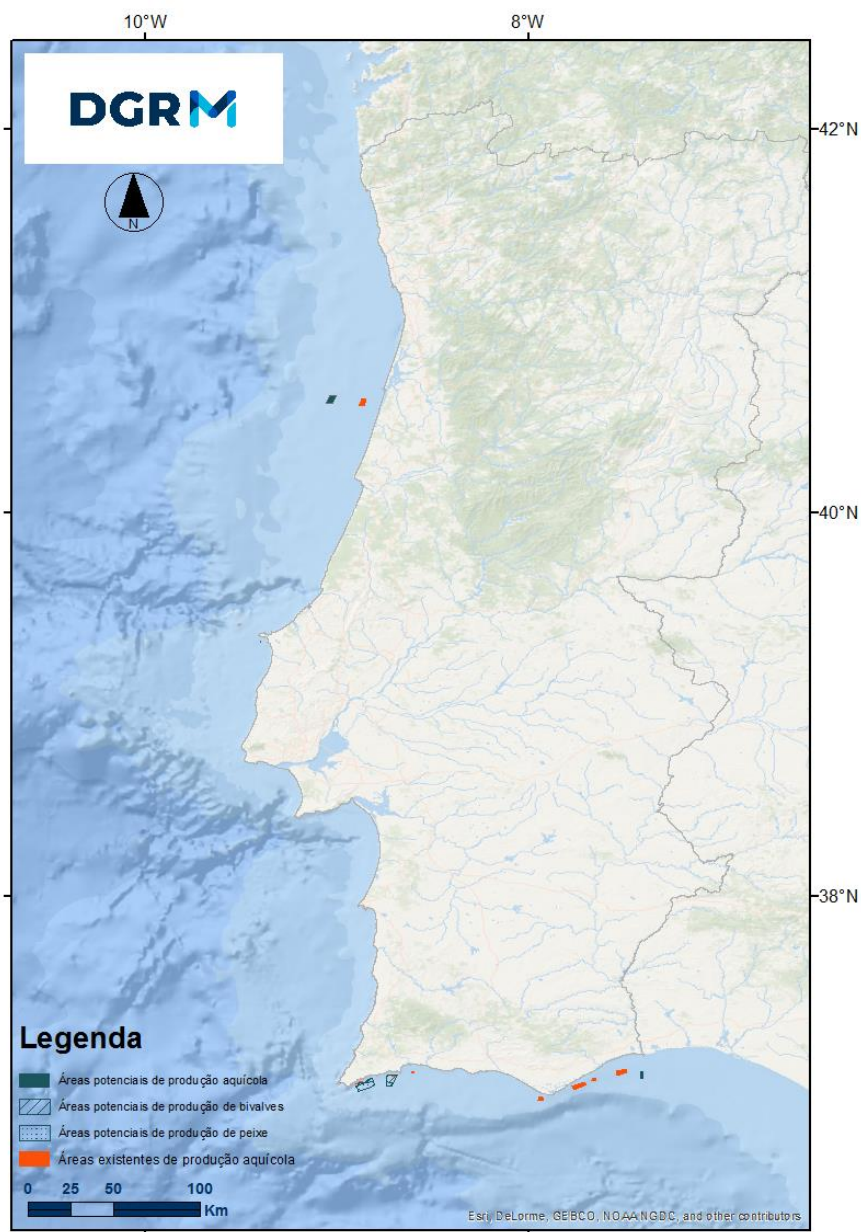 10°W
8°W
DGRM
N
42°N
40°N
38°N
Legenda
Áreas potenciais de produção aquícola
Áreas potenciais de produção de bivalves
Áreas potenciais de produção de peixe
Áreas existentes de produção aquícola
0 25 50 100
Km
Esri, DeLorme, GEBCO, NOAA NGDC, and other contributors